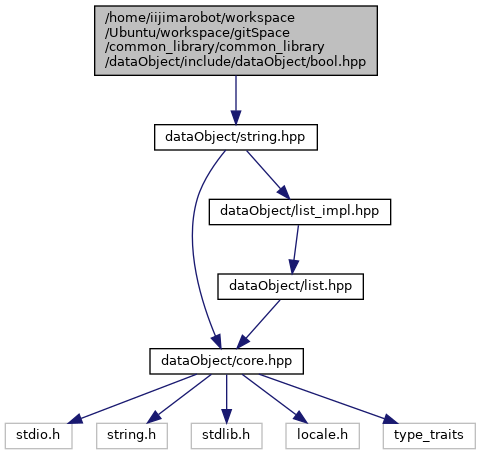 /home/iijimarobot/workspace
/Ubuntu/workspace/gitSpace
/common_library/common_library
/dataObject/include/dataObject/bool.hpp
dataObject/string.hpp
dataObject/list_impl.hpp
dataObject/list.hpp
dataObject/core.hpp
stdio.h
string.h
stdlib.h
locale.h
type_traits